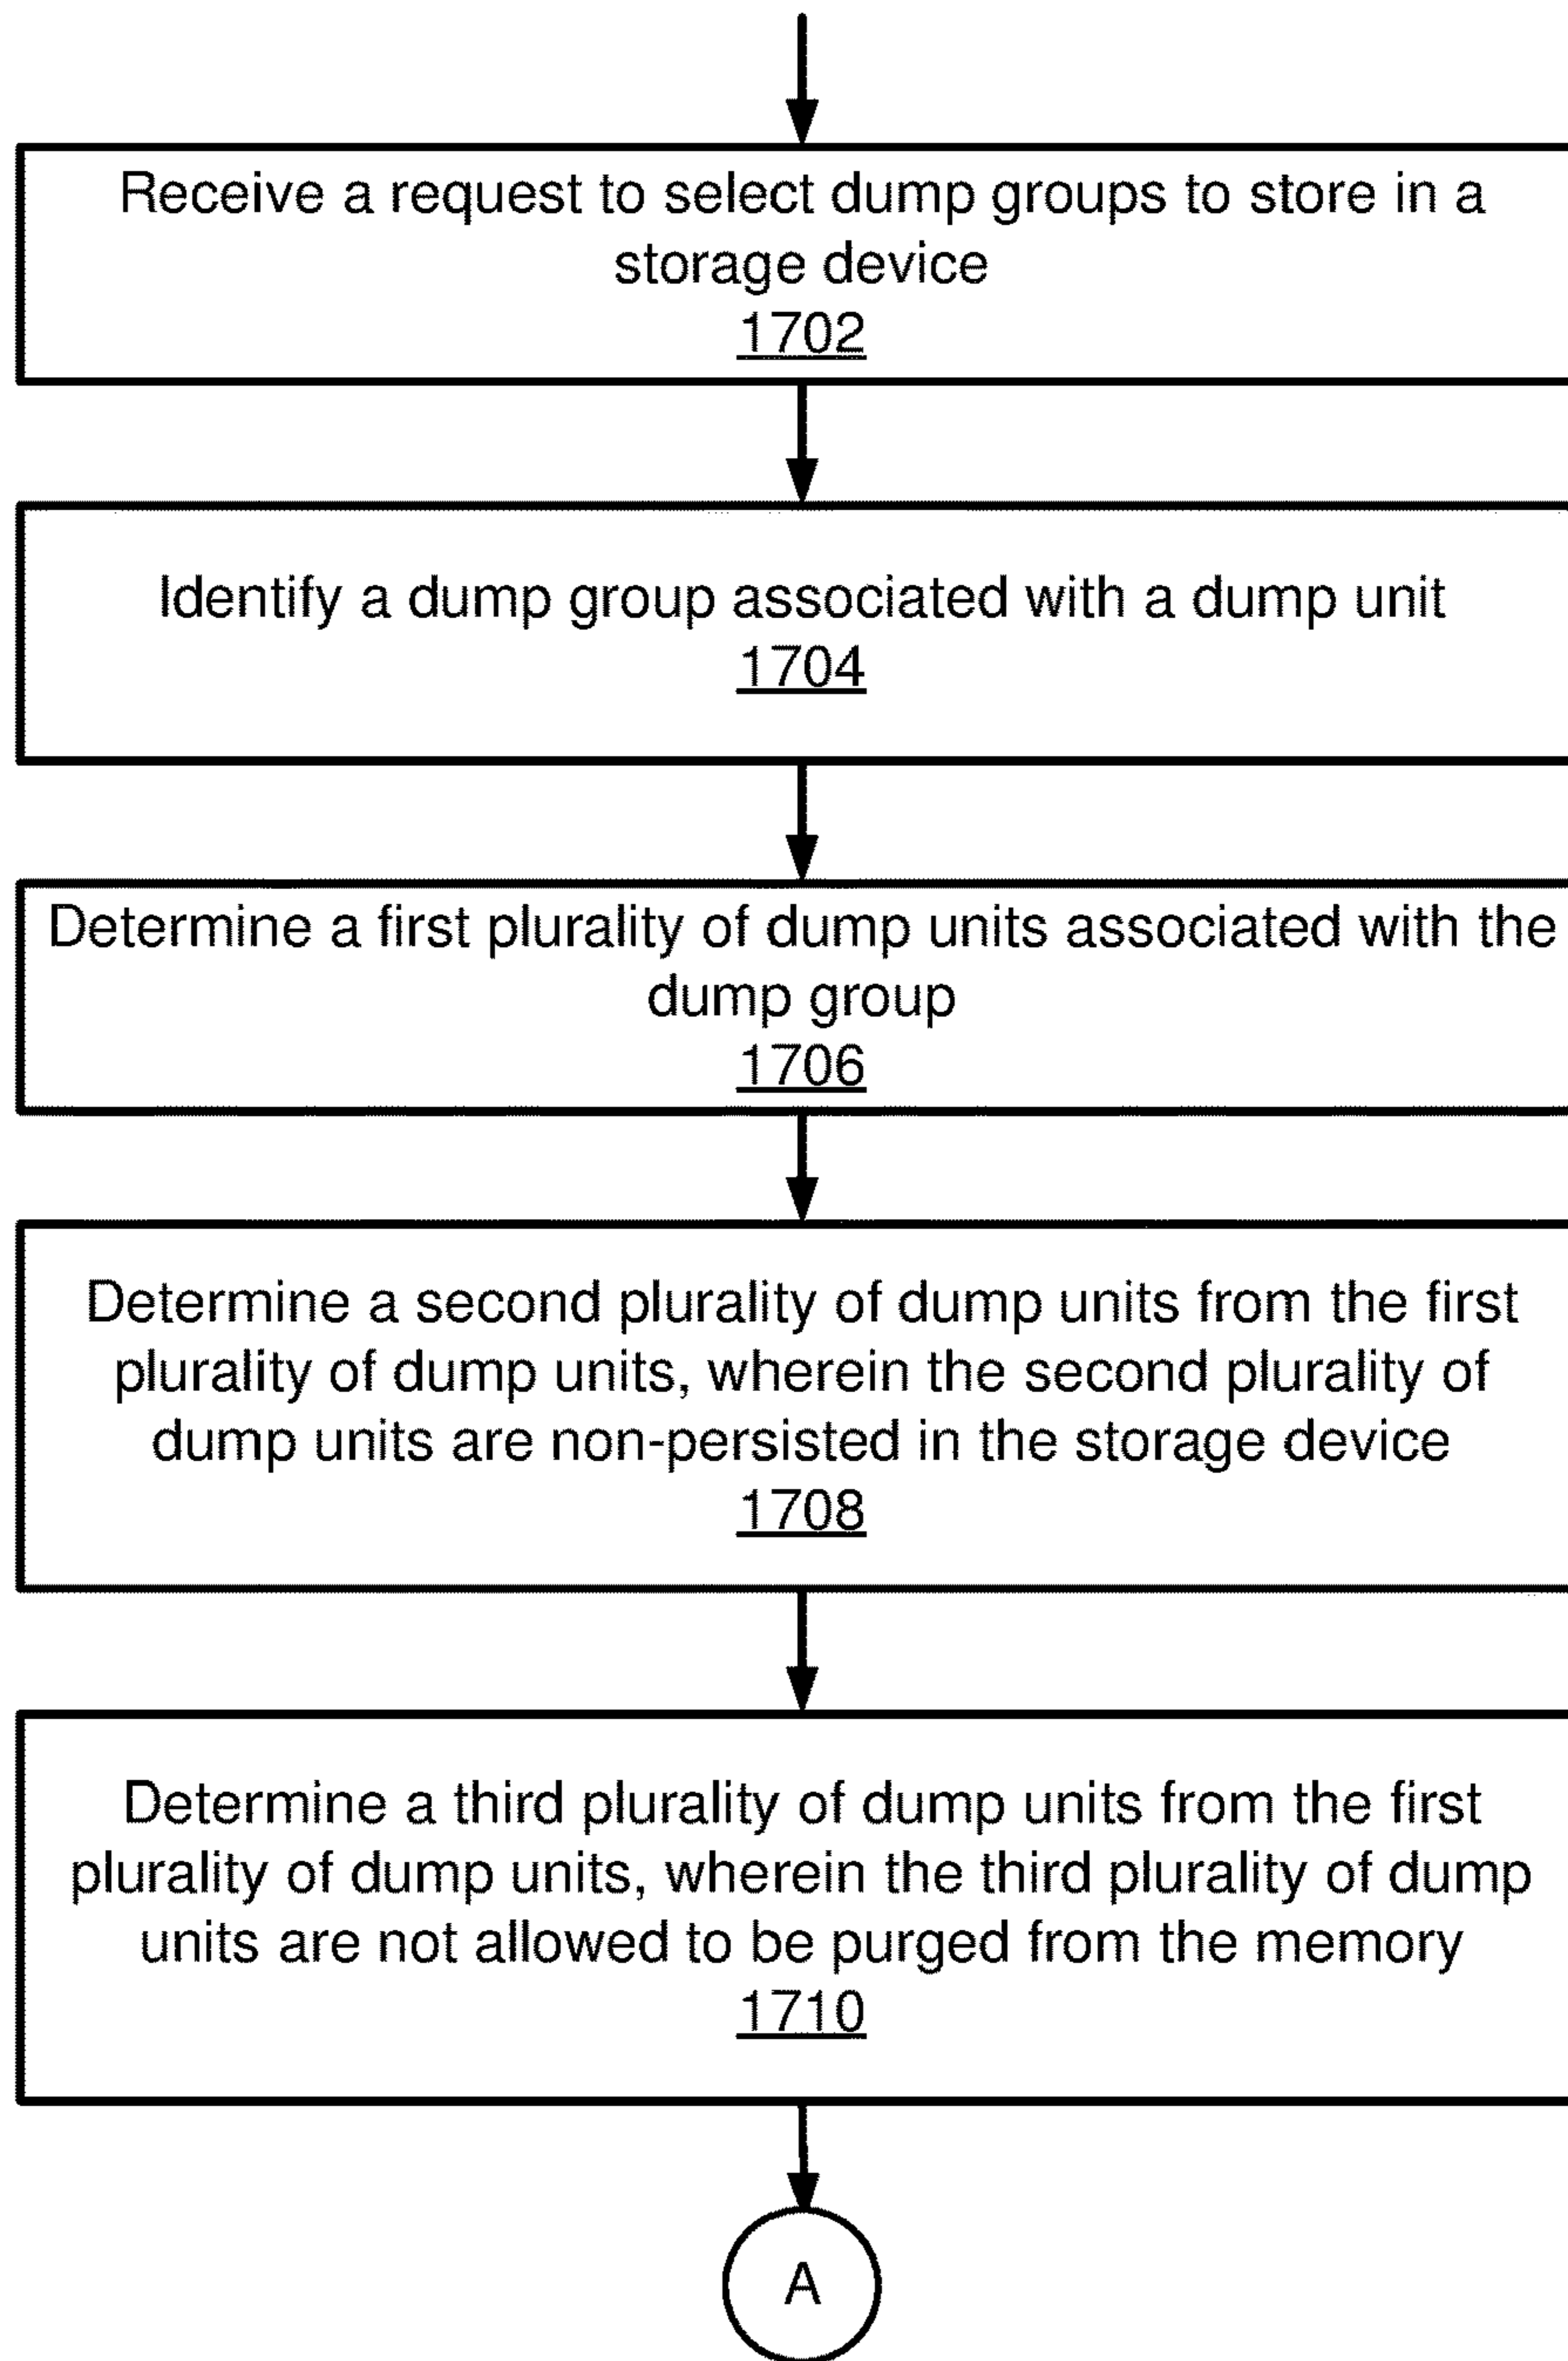 Receive a request to select dump groups to store in a
storage device
1702
Identify a dump group associated with a dump unit
1704
Determine a first plurality of dump units associated with the
dump group
1706
Determine a second plurality of dump units from the first
plurality of dump units, wherein the second plurality of
dump units are non-persisted in the storage device
1708
Determine a third plurality of dump units from the first
plurality of dump units, wherein the third plurality of dump
units are not allowed to be purged from the memory
1710
A